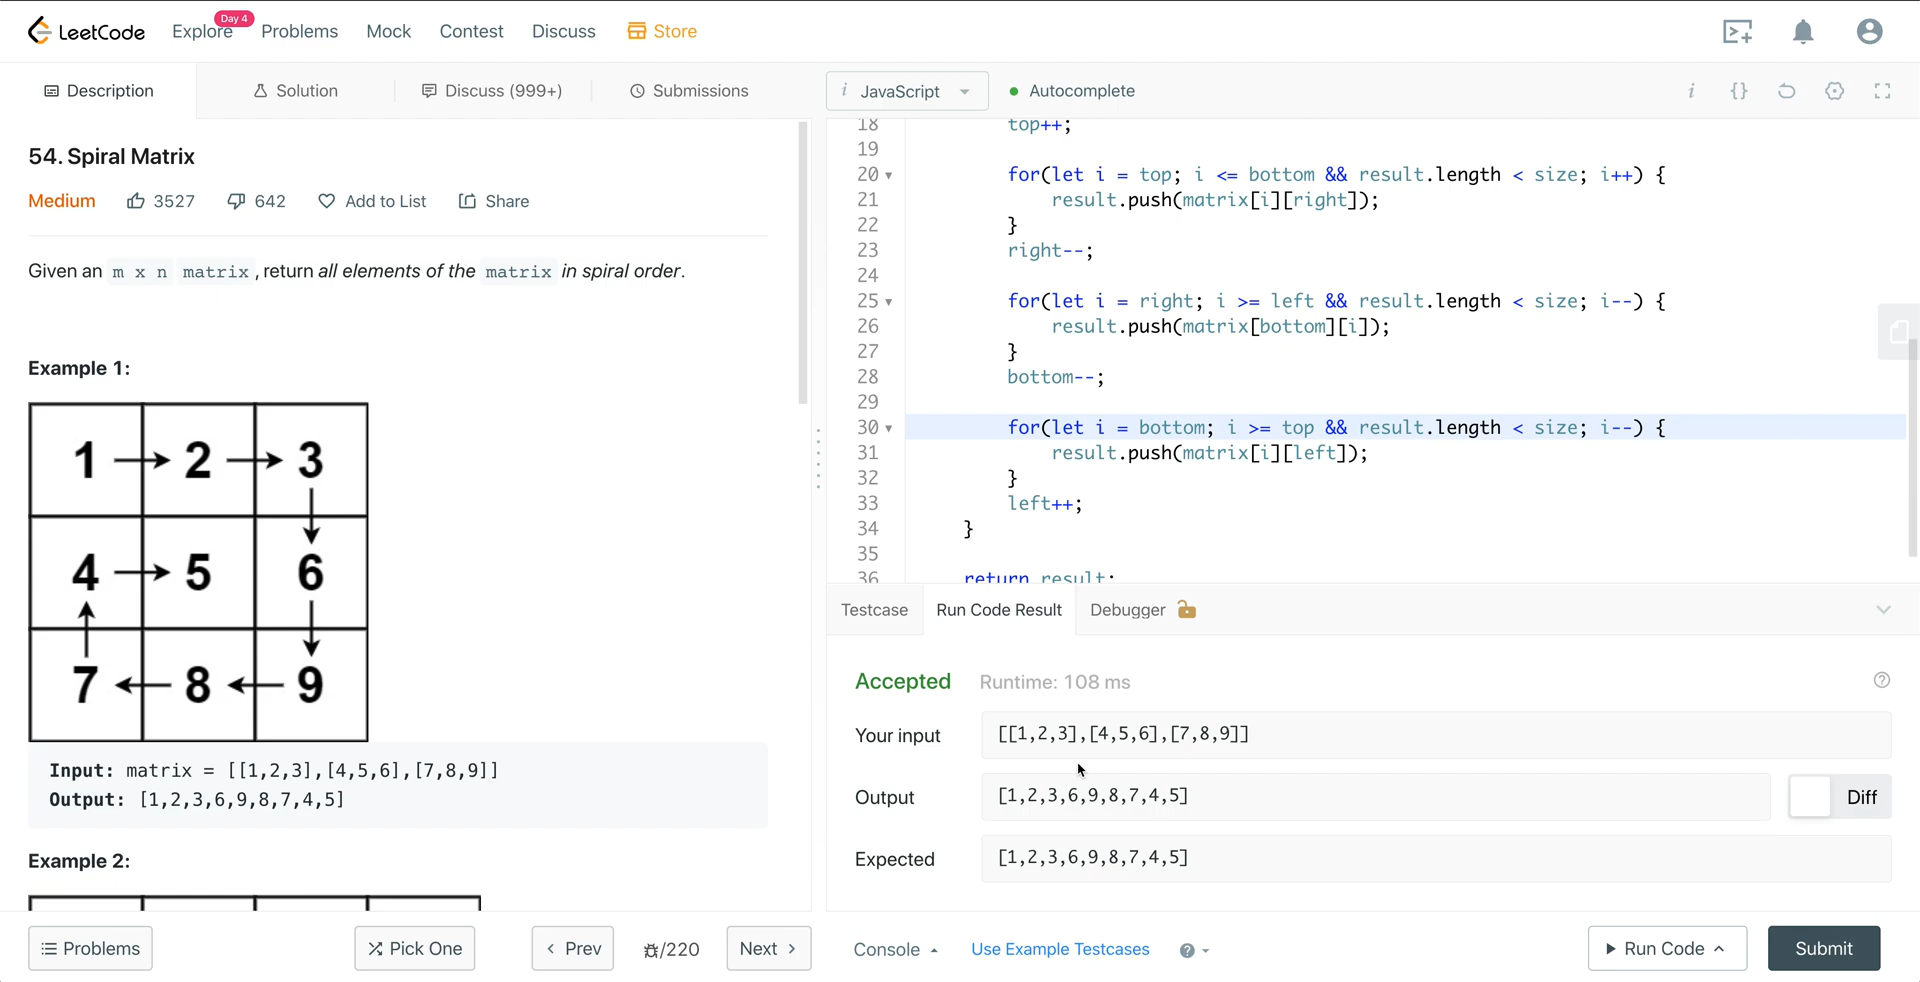 LeetCode Explore Day 4 Problems Mock Contest Discuss Store
Description Solution Discuss (999+) Submissions
54. Spiral Matrix
Medium 3527 642 Add to List Share
Given an m x n matrix, return all elements of the matrix in spiral order.
Example 1:
1 2 3
4 5 6
7 8 9
Input: matrix = [[1,2,3],[4,5,6],[7,8,9]]
Output: [1,2,3,6,9,8,7,4,5]
Example 2:
Problems Pick One Prev /220 Next
i JavaScript Autocomplete i {}
18 top++;
19
20 for(let i = top; i <= bottom && result.length < size; i++) {
21 result.push(matrix[i][right]);
22 }
23 right--;
24
25 for(let i = right; i >= left && result.length < size; i--) {
26 result.push(matrix[bottom][i]);
27 }
28 bottom--;
29
30 for(let i = bottom; i >= top && result.length < size; i--) {
31 result.push(matrix[i][left]);
32 }
33 left++;
34 }
35
36 return result;
Testcase Run Code Result Debugger
Accepted Runtime: 108 ms
Your input [[1,2,3],[4,5,6],[7,8,9]]
Output [1,2,3,6,9,8,7,4,5] Diff
Expected [1,2,3,6,9,8,7,4,5]
Console Use Example Testcases Run Code Submit